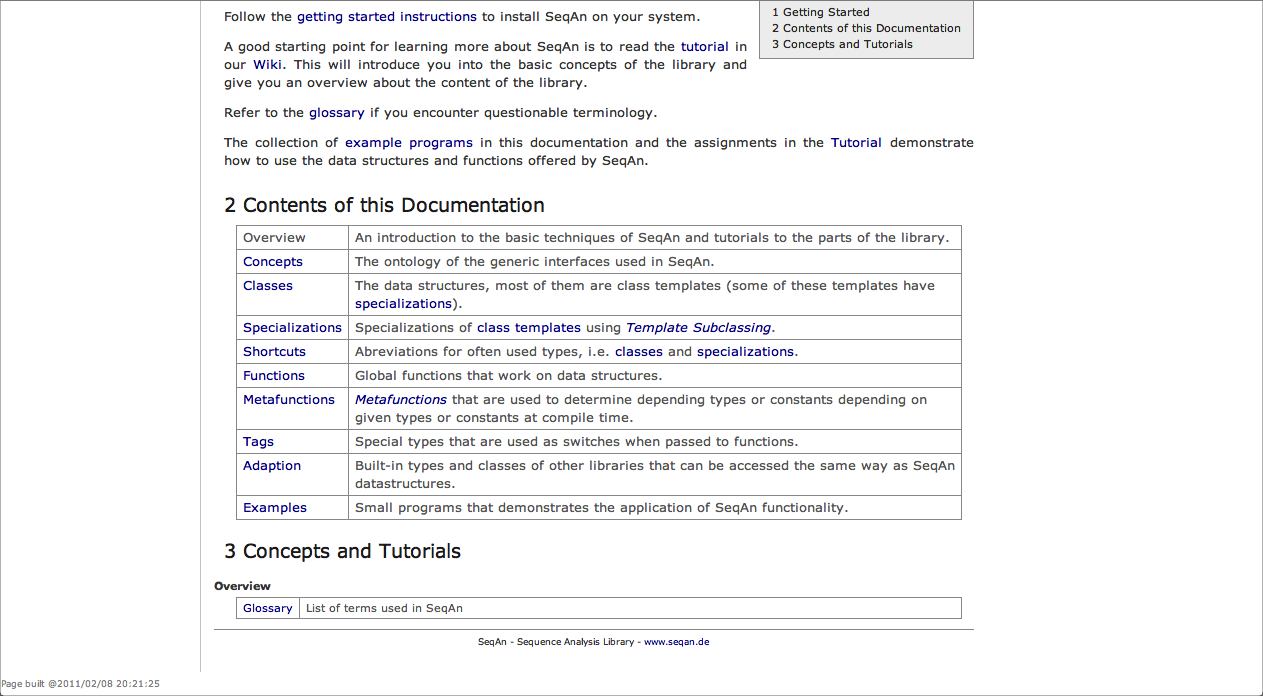 Follow the getting started instructions to install SeqAn on your system.
1 Getting Started
2 Contents of this Documentation
3 Concepts and Tutorials
A good starting point for learning more about SeqAn is to read the tutorial in
our Wiki. This will introduce you into the basic concepts of the library and
give you an overview about the content of the library.
Refer to the glossary if you encounter questionable terminology.
The collection of example programs in this documentation and the assignments in the Tutorial demonstrate
how to use the data structures and functions offered by SeqAn.
2 Contents of this Documentation
Overview An introduction to the basic techniques of SeqAn and tutorials to the parts of the library.
Concepts The ontology of the generic interfaces used in SeqAn.
Classes The data structures, most of them are class templates (some of these templates have
specializations).
Specializations Specializations of class templates using Template Subclassing.
Shortcuts Abreviations for often used types, i.e. classes and specializations.
Functions Global functions that work on data structures.
Metafunctions Metafunctions that are used to determine depending types or constants depending on
given types or constants at compile time.
Tags Special types that are used as switches when passed to functions.
Adaption Built-in types and classes of other libraries that can be accessed the same way as SeqAn
datastructures.
Examples Small programs that demonstrates the application of SeqAn functionality.
3 Concepts and Tutorials
Overview
Glossary List of terms used in SeqAn
SeqAn - Sequence Analysis Library - www.seqan.de
Page built @2011/02/08 20:21:25